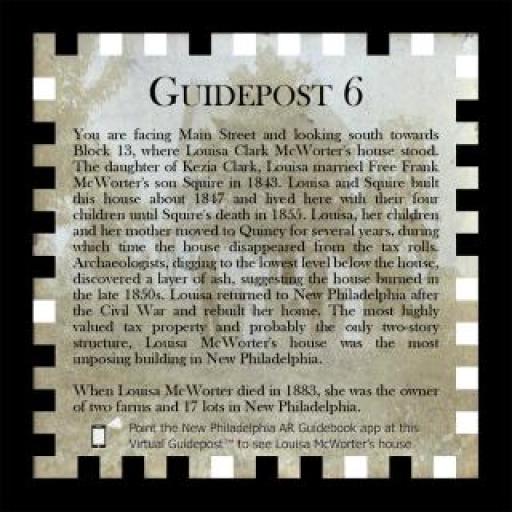 GUIDEPOST 6
You are facing Main Street and looking south towards
Block 13, where Louisa Clark McWorter's house stood.
The daughter of Kezia Clark, Louisa married Free Frank
McWorter's son Squire in 1843. Louisa and Squire built
this house about 1847 and lived here with their four
children until Squire's death in 1855. Louisa, her children
and her mother moved to Quincy for several years, during
which time the house disappeared from the tax rolls.
Archaeologists, digging to the lowest level below the house,
discovered a layer of ash, suggesting the house burned in
the late 1850s. Louisa returned to New Philadelphia after
the Civil War and rebuilt her home. The most highly
valued tax property and probably the only two-story
structure, Louisa McWorter's house was the most
imposing building in New Philadelphia.
When Louisa McWorter died in 1883, she was the owner
of two farms and 17 lots in New Philadelphia.
Point the New Philadelphia AR Guidebook app at this
Virtual Guidepost™ to see Louisa McWorter's house